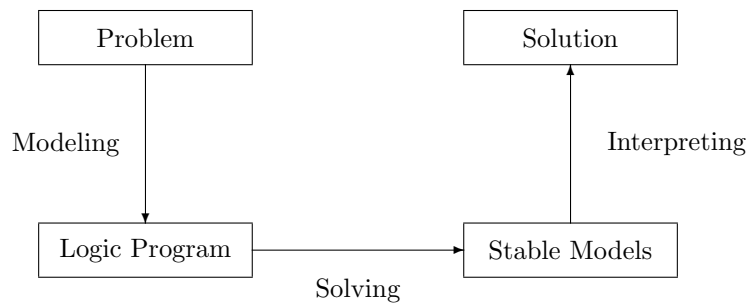 Problem
Solution
Modeling
Interpreting
Logic Program
Stable Models
Solving